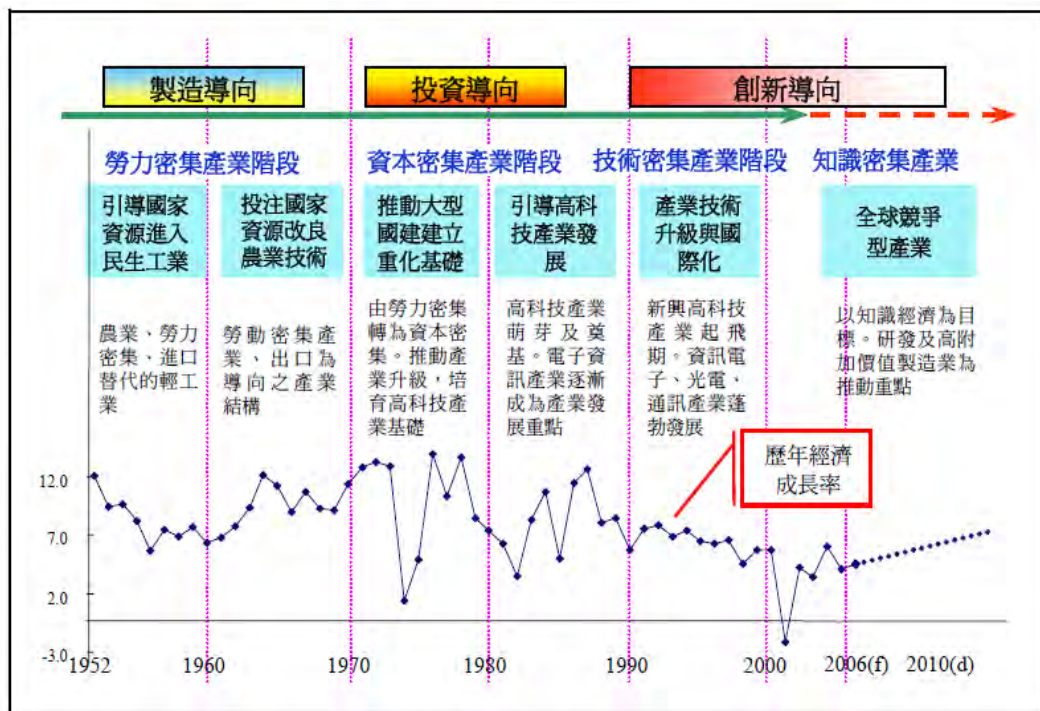 製造導向
投資導向
創新導向
勞力密集產業階段
資本密集產業階段
技術密集產業階段
知識密集產業
引導國家
資源進入
民生工業
投注國家
資源改良
農業技術
推動大型
國建建立
重化基礎
引導高科
技產業發
展
產業技術
升級與國
際化
全球競爭
型產業
農業、勞力
密集、進口
替代的輕工
業
勞動密集產
業、出口為
導向之產業
結構
由勞力密集
轉為資本密
集。推動產
業升級，培
育高科技產
業基礎
高科技產業
萌芽及奠
基。電子資
訊產業逐漸
成為產業發
展重點
新興高科技
產業起飛
期。資訊電
子、光電、
通訊產業蓬
勃發展
以知識經濟為目
標。研發及高附
加價值製造業為
推動重點
歷年經濟
成長率
12.0
7.0
2.0
-3.0
1952
1960
1970
1980
1990
2000
2006(f)
2010(d)